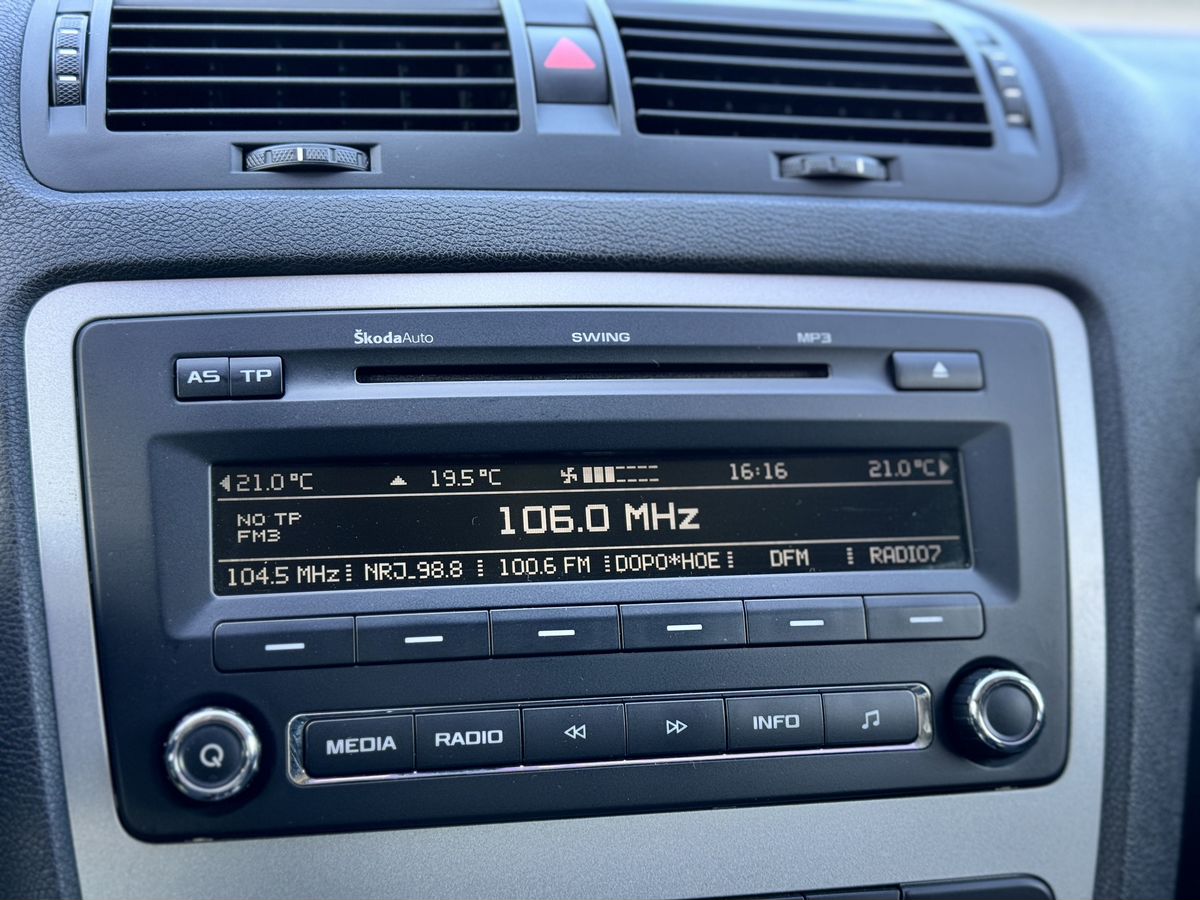 ŠkodaAuto SWING MP3
AS TP
21.0°C 19.5°C 16:16 21.0°C
NO TP
FM3
106.0 MHz
104.5 MHz NRJ_98.8 100.6 FM DOPO*HOE DFM RADIO7
MEDIA RADIO INFO